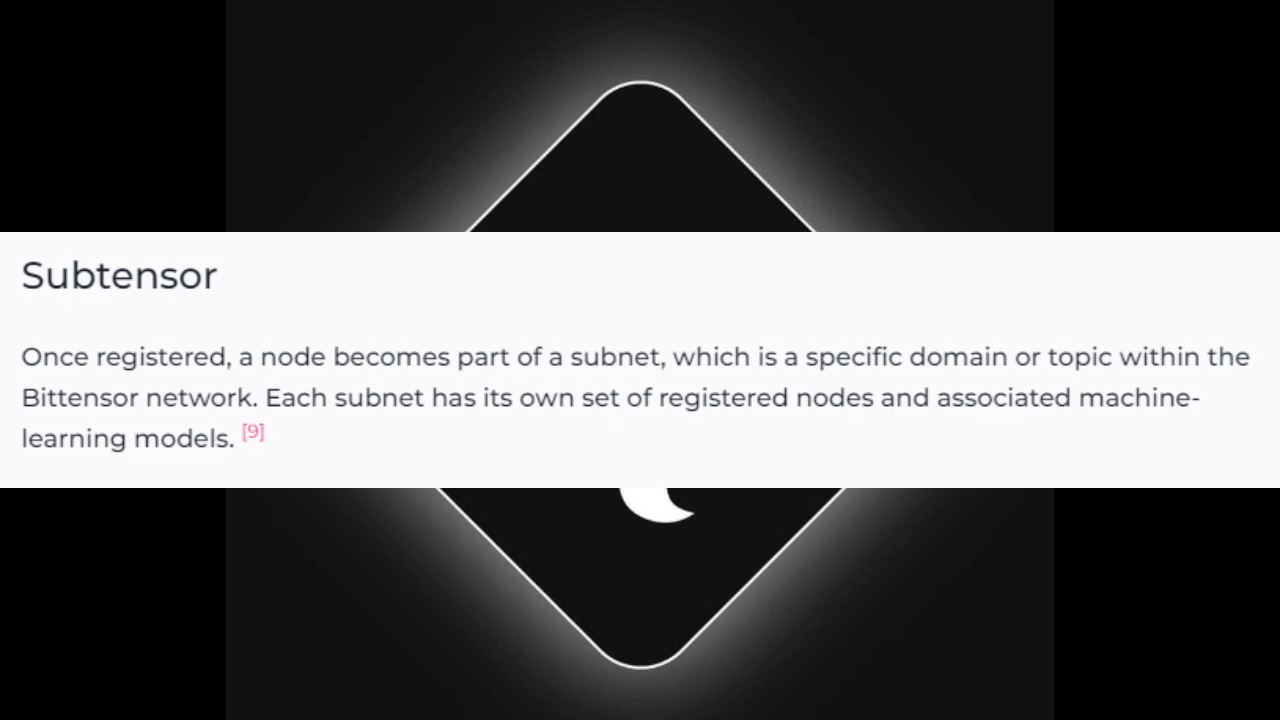 Subtensor
Once registered, a node becomes part of a subnet, which is a specific domain or topic within the
Bittensor network. Each subnet has its own set of registered nodes and associated machine-
learning models. [9]